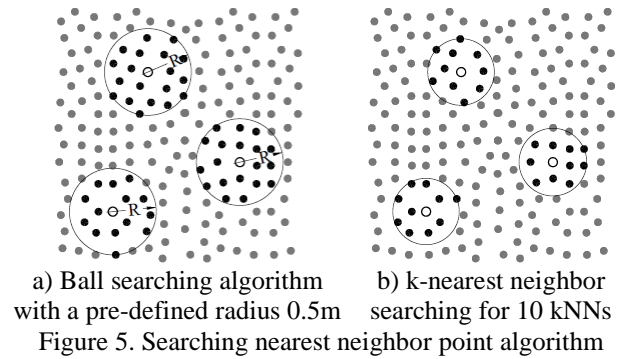 R
R
R
a) Ball searching algorithm
with a pre-defined radius 0.5m
b) k-nearest neighbor
searching for 10 kNNs
Figure 5. Searching nearest neighbor point algorithm